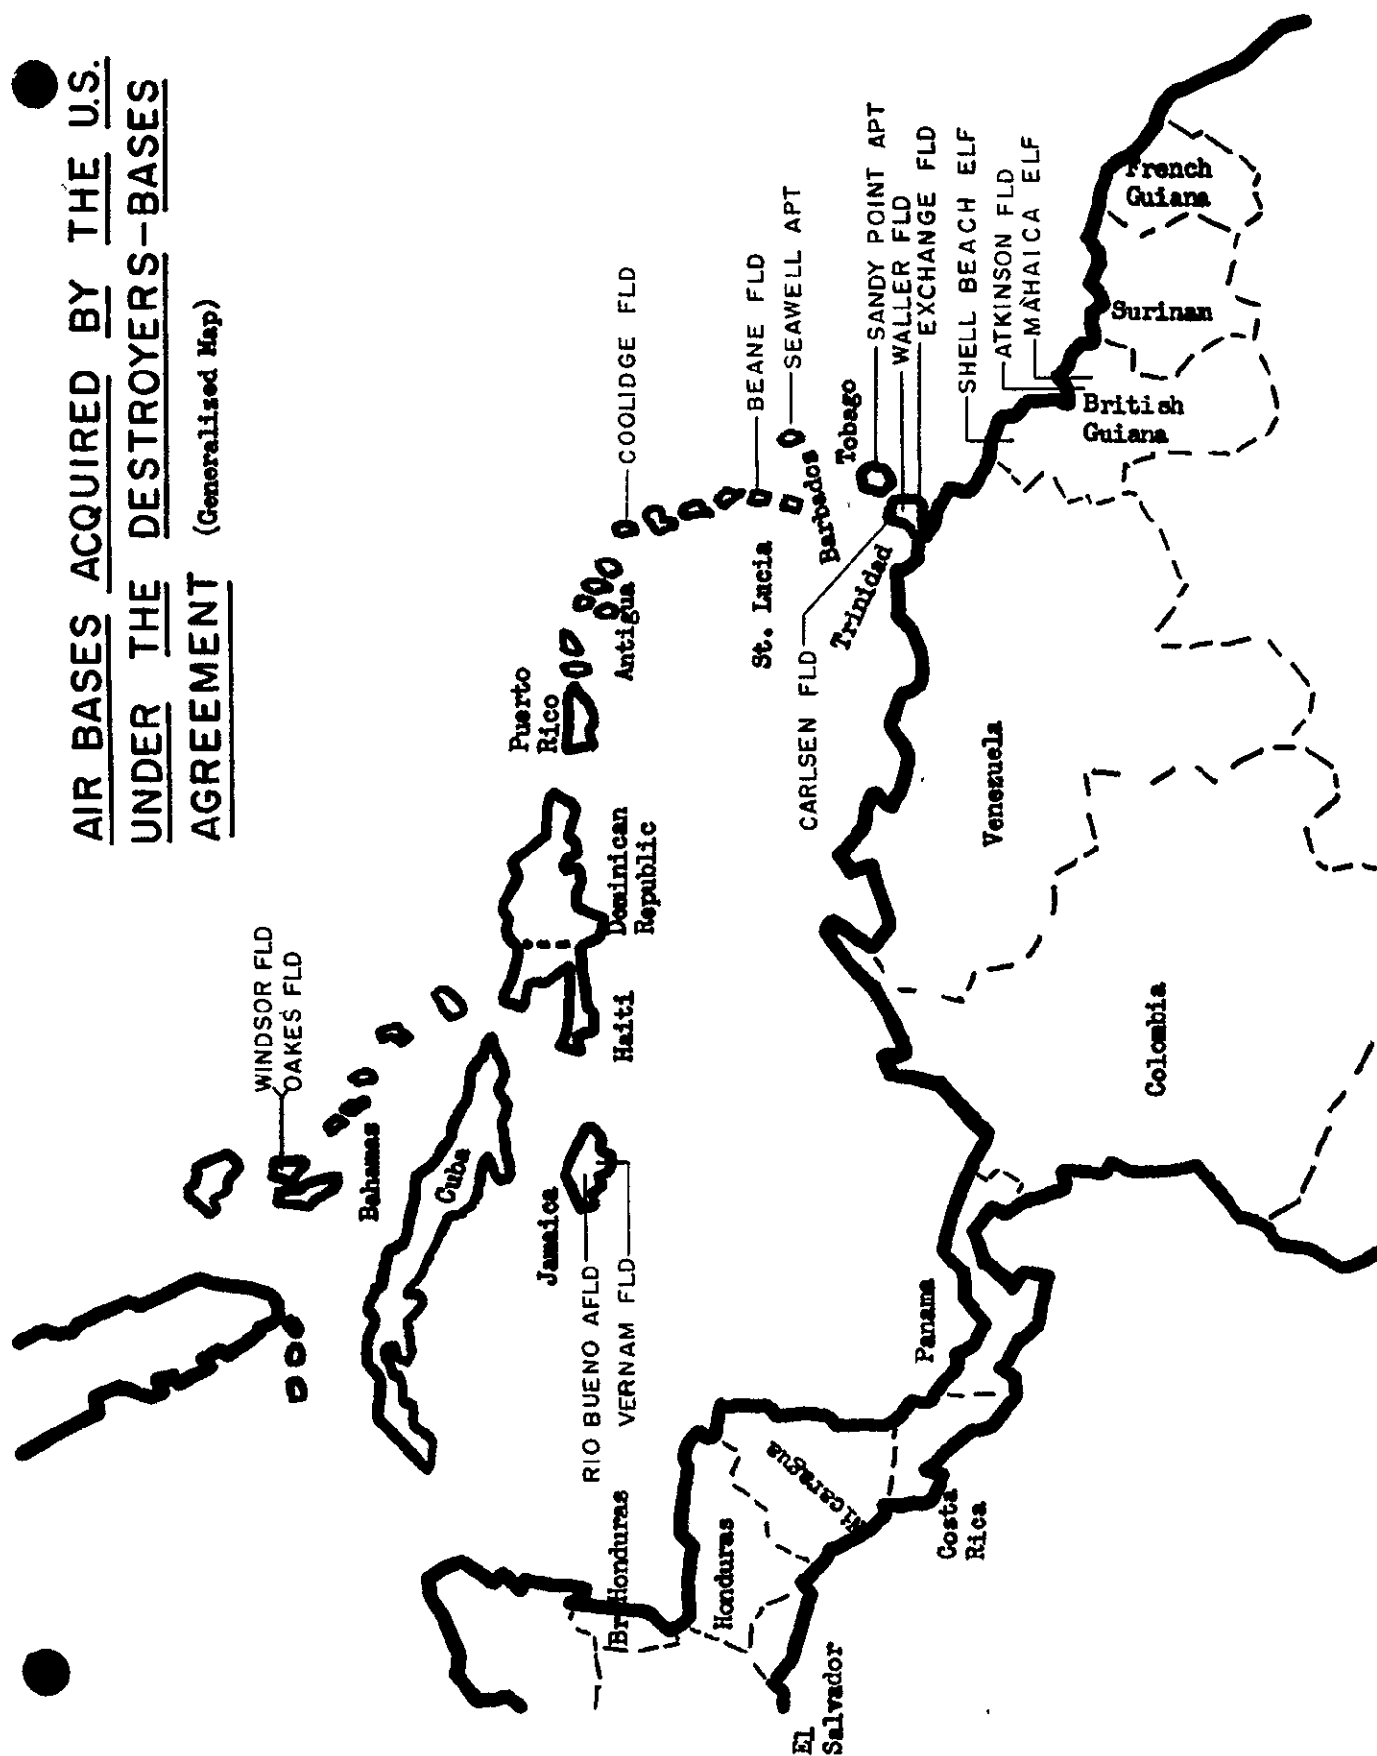 AIR BASES ACQUIRED BY THE U.S.
UNDER THE DESTROYERS-BASES
AGREEMENT (Generalized Map)
WINDSOR FLD
OAKES FLD
Bahamas
Cuba
Puerto
Rico
Dominican
Republic
Haiti
Jamaica
RIO BUENO AFLD
VERNAM FLD
Antigua
COOLIDGE FLD
St. Lucia
BEANE FLD
SEAWELL APT
Barbados
Tobago
SANDY POINT APT
WALLER FLD
EXCHANGE FLD
CARLSEN FLD
Trinidad
SHELL BEACH ELF
ATKINSON FLD
MAHAICA ELF
British
Guiana
Surinan
French
Guiana
Venezuela
Colombia
Panama
Costa
Rica
Nicaragua
Br Honduras
Honduras
El
Salvador